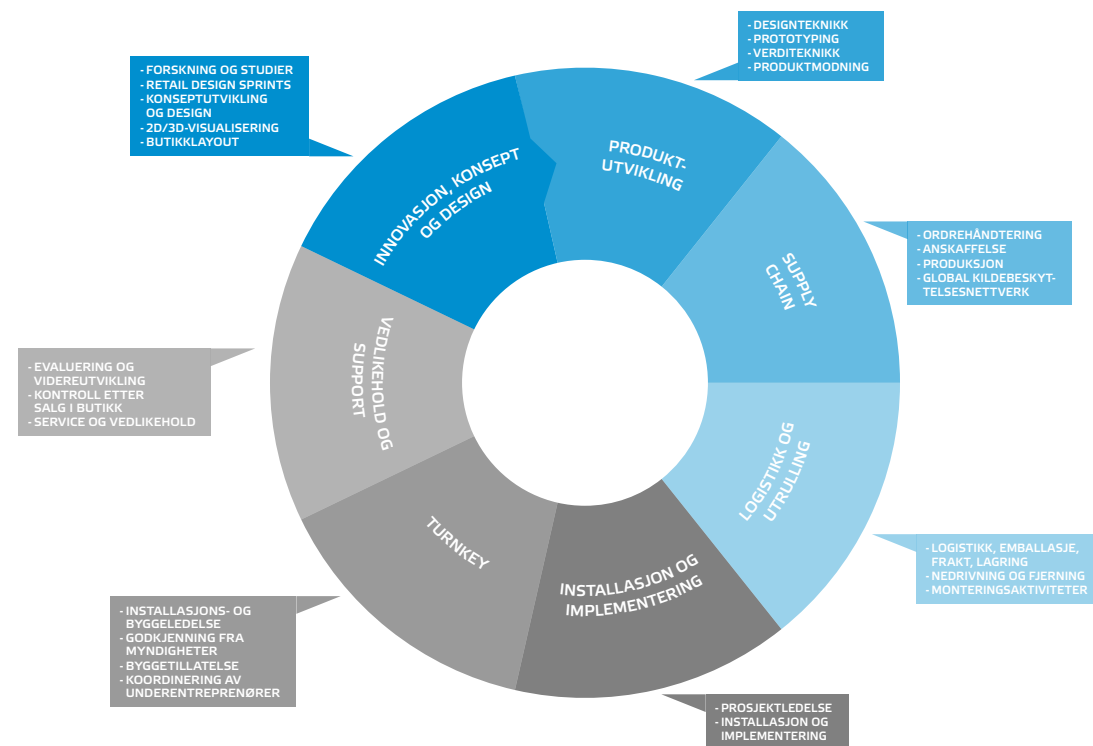 - FORSKNING OG STUDIER
- RETAIL DESIGN SPRINTS
- KONSEPTUTVIKLING
OG DESIGN
- 2D/3D-VISUALISERING
- BUTIKKLAYOUT
INNOVASJON, KONSEPT
OG DESIGN
- DESIGNTEKNIKK
- PROTOTYPING
- VERDITEKNIKK
- PRODUKTMODNING
PRODUKT-
UTVIKLING
- ORDREHÅNDTERING
- ANSKAFFELSE
- PRODUKSJON
- GLOBAL KILDEBESKYT-
TELSESNETTVERK
SUPPLY
CHAIN
- LOGISTIKK, EMBALLASJE,
FRAKT, LAGRING
- NEDRIVNING OG FJERNING
- MONTERINGSAKTIVITETER
LOGISTIKK OG
UTRULLING
- PROSJEKTLEDELSE
- INSTALLASJON OG
IMPLEMENTERING
INSTALLASJON OG
IMPLEMENTERING
- INSTALLASJONS- OG
BYGGELEDELSE
- GODKJENNING FRA
MYNDIGHETER
- BYGGETILLATELSE
- KOORDINERING AV
UNDERENTREPRENØRER
TURNKEY
- EVALUERING OG
VIDEREUTVIKLING
- KONTROLL ETTER
SALG I BUTIKK
- SERVICE OG VEDLIKEHOLD
VEDLIKEHOLD OG
SUPPORT